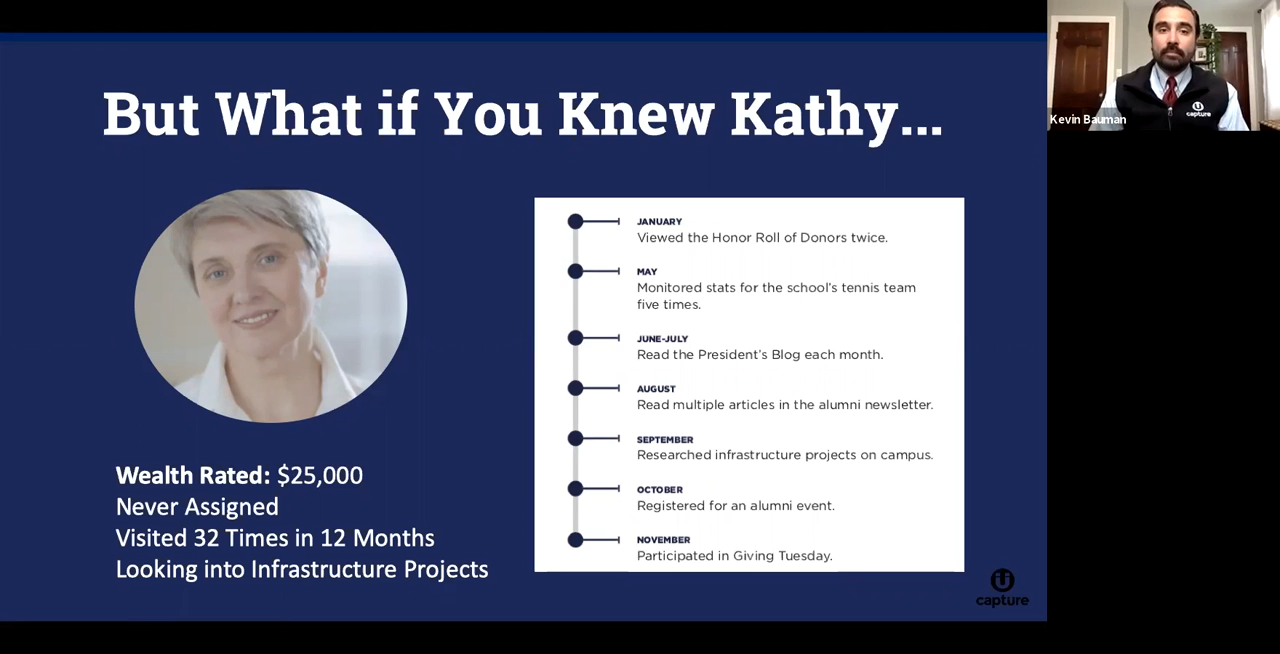 But What if You Knew Kathy...
Wealth Rated: $25,000
Never Assigned
Visited 32 Times in 12 Months
Looking into Infrastructure Projects
JANUARY
Viewed the Honor Roll of Donors twice.
MAY
Monitored stats for the school's tennis team
five times.
JUNE-JULY
Read the President's Blog each month.
AUGUST
Read multiple articles in the alumni newsletter.
SEPTEMBER
Researched infrastructure projects on campus.
OCTOBER
Registered for an alumni event.
NOVEMBER
Participated in Giving Tuesday.
capture
capture
Kevin Bauman